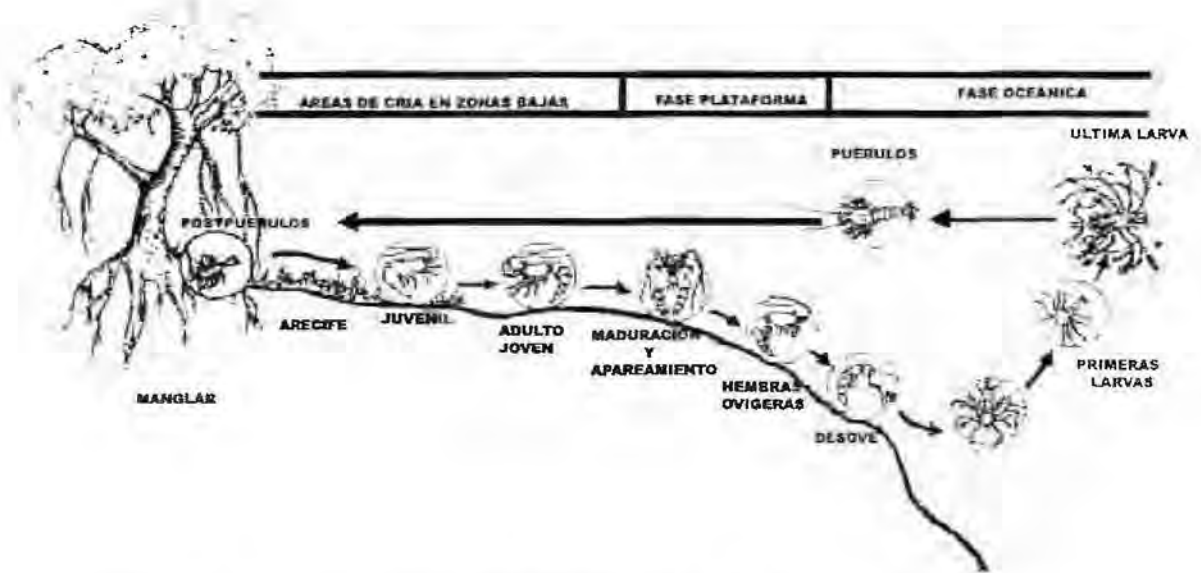 AREAS DE CRIA EN ZONAS BAJAS
FASE PLATAFORMA
FASE OCEANICA
ULTIMA LARVA
PUERULOS
POSTPUERULOS
ARECIFE
JUVENIL
ADULTO
JOVEN
MADURACION
Y
APAREAMIENTO
HEMBRAS
OVIGERAS
DESOVE
PRIMERAS
LARVAS
MANGLAR